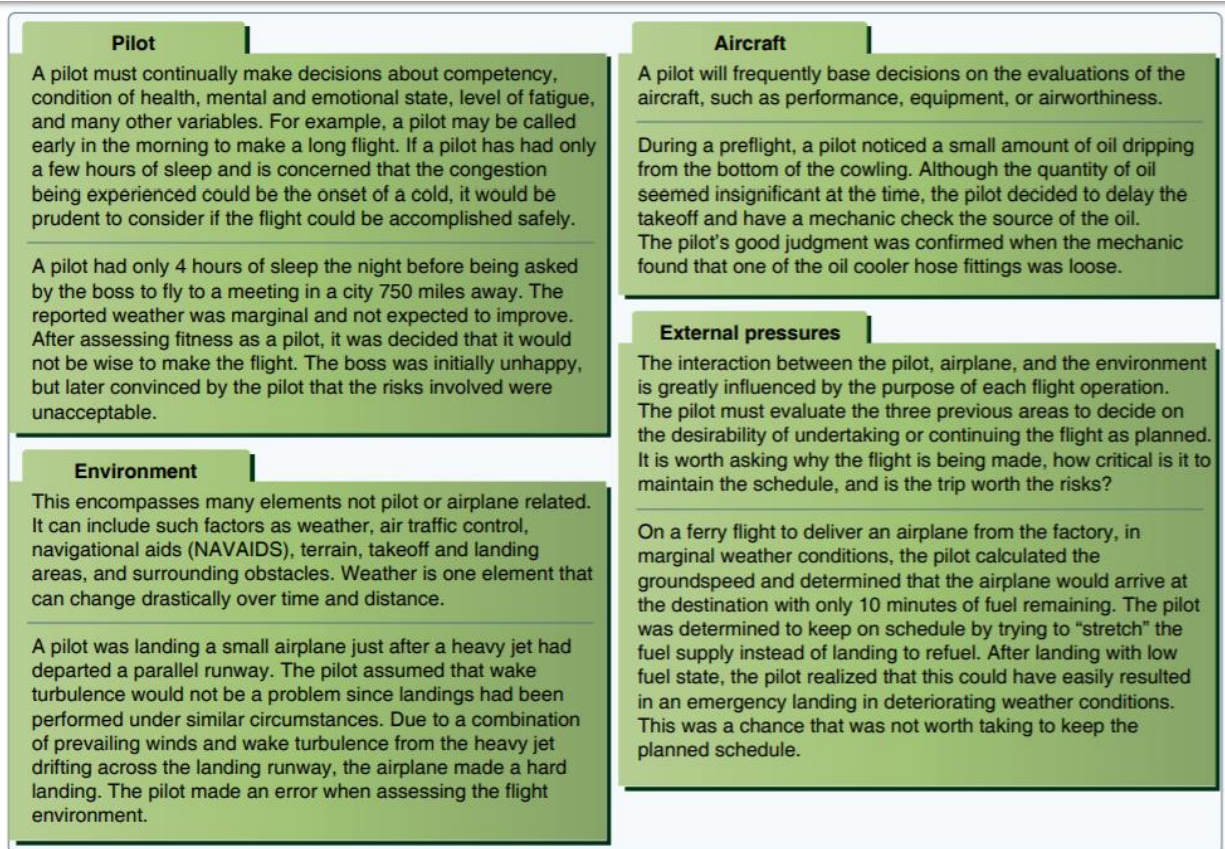 Pilot
A pilot must continually make decisions about competency,
condition of health, mental and emotional state, level of fatigue,
and many other variables. For example, a pilot may be called
early in the morning to make a long flight. If a pilot has had only
a few hours of sleep and is concerned that the congestion
being experienced could be the onset of a cold, it would be
prudent to consider if the flight could be accomplished safely.
A pilot had only 4 hours of sleep the night before being asked
by the boss to fly to a meeting in a city 750 miles away. The
reported weather was marginal and not expected to improve.
After assessing fitness as a pilot, it was decided that it would
not be wise to make the flight. The boss was initially unhappy,
but later convinced by the pilot that the risks involved were
unacceptable.
Environment
This encompasses many elements not pilot or airplane related.
It can include such factors as weather, air traffic control,
navigational aids (NAVAIDS), terrain, takeoff and landing
areas, and surrounding obstacles. Weather is one element that
can change drastically over time and distance.
A pilot was landing a small airplane just after a heavy jet had
departed a parallel runway. The pilot assumed that wake
turbulence would not be a problem since landings had been
performed under similar circumstances. Due to a combination
of prevailing winds and wake turbulence from the heavy jet
drifting across the landing runway, the airplane made a hard
landing. The pilot made an error when assessing the flight
environment.
Aircraft
A pilot will frequently base decisions on the evaluations of the
aircraft, such as performance, equipment, or airworthiness.
During a preflight, a pilot noticed a small amount of oil dripping
from the bottom of the cowling. Although the quantity of oil
seemed insignificant at the time, the pilot decided to delay the
takeoff and have a mechanic check the source of the oil.
The pilot's good judgment was confirmed when the mechanic
found that one of the oil cooler hose fittings was loose.
External pressures
The interaction between the pilot, airplane, and the environment
is greatly influenced by the purpose of each flight operation.
The pilot must evaluate the three previous areas to decide on
the desirability of undertaking or continuing the flight as planned.
It is worth asking why the flight is being made, how critical is it to
maintain the schedule, and is the trip worth the risks?
On a ferry flight to deliver an airplane from the factory, in
marginal weather conditions, the pilot calculated the
groundspeed and determined that the airplane would arrive at
the destination with only 10 minutes of fuel remaining. The pilot
was determined to keep on schedule by trying to “stretch” the
fuel supply instead of landing to refuel. After landing with low
fuel state, the pilot realized that this could have easily resulted
in an emergency landing in deteriorating weather conditions.
This was a chance that was not worth taking to keep the
planned schedule.